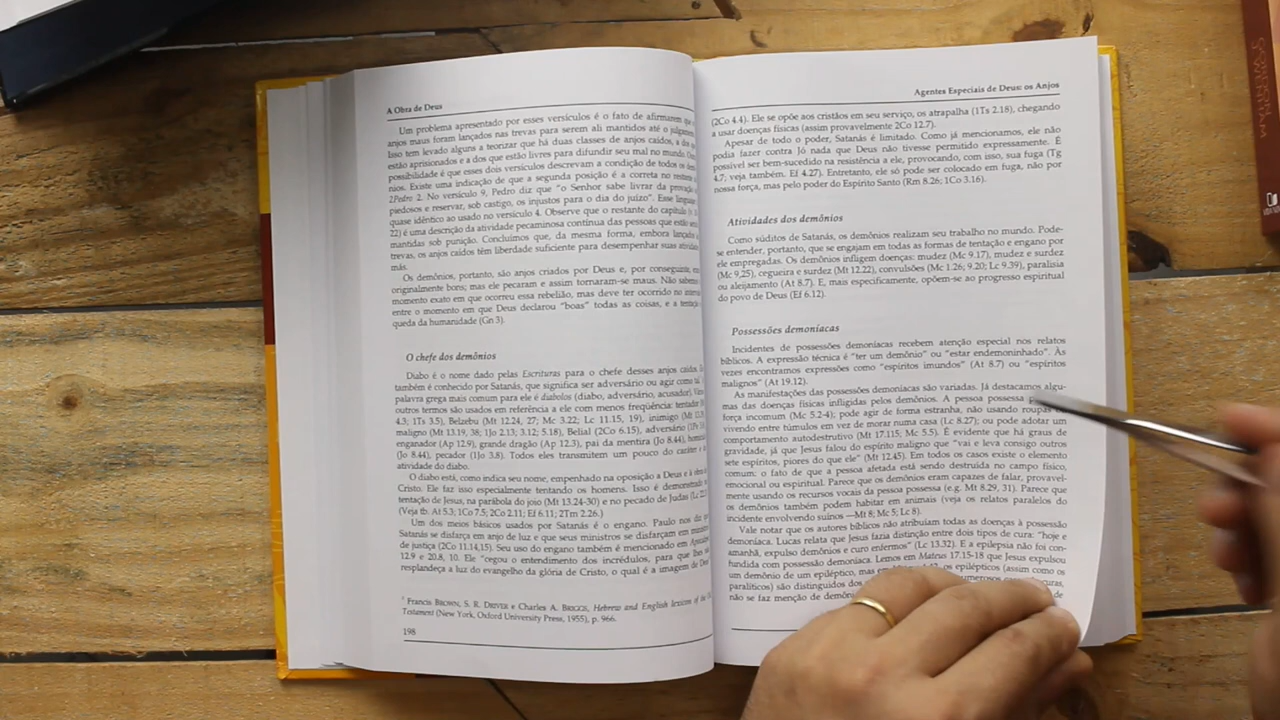 A Obra de Deus
Um problema apresentado por esses versículos é o fato de afirmarem que os
anjos maus foram lançados nas trevas para serem ali mantidos até o julgamento.
Isso tem levado alguns a teorizar que há duas classes de anjos caídos, a dos que
estão aprisionados e a dos que estão livres para difundir seu mal no mundo.
possibilidade é que esses dois versículos descrevam a condição de todos os
nios. Existe uma indicação de que a segunda posição é a correta no restante
2Pedro 2. No versículo 9, Pedro diz que "o Senhor sabe livrar da provação
piedosos e reservar, sob castigo, os injustos para o dia do juízo". Esse
quase idêntico ao usado no versículo 4. Observe que o restante do capítulo
22) é uma descrição da atividade pecaminosa contínua das pessoas que estão
mantidas sob punição. Concluímos que, da mesma forma, embora lançados
trevas, os anjos caídos têm liberdade suficiente para desempenhar suas
más.
Os demônios, portanto, são anjos criados por Deus e, por conseguinte,
originalmente bons; mas ele pecaram e assim tornaram-se maus. Não sabemos
momento exato em que ocorreu essa rebelião, mas deve ter ocorrido no
entre o momento em que Deus declarou "boas" todas as coisas, e a tentação
queda da humanidade (Gn 3).
O chefe dos demônios
Diabo é o nome dado pelas Escrituras para o chefe desses anjos caídos.
também é conhecido por Satanás, que significa ser adversário ou agir como tal.
palavra grega mais comum para ele é diabolos (diabo, adversário, acusador).
outros termos são usados em referência a ele com menos freqüência: tentador
4.3; 1Ts 3.5), Belzebu (Mt 12.24, 27; Mc 3.22; Lc 11.15, 19), inimigo (Mt 13.39),
maligno (Mt 13.19, 38; 1Jo 2.13; 3.12; 5.18), Belial (2Co 6.15), adversário (1Pe
enganador (Ap 12.9), grande dragão (Ap 12.3), pai da mentira (Jo 8.44),
(Jo 8.44), pecador (1Jo 3.8). Todos eles transmitem um pouco do caráter e
atividade do diabo.
O diabo está, como indica seu nome, empenhado na oposição a Deus e à obra
Cristo. Ele faz isso especialmente tentando os homens. Isso é demonstrado
tentação de Jesus, na parábola do joio (Mt 13.24-30) e no pecado de Judas (Lc
(Veja tb. At 5.3; 1Co 7.5; 2Co 2.11; Ef 6.11; 2Tm 2.26.)
Um dos meios básicos usados por Satanás é o engano. Paulo nos diz que
Satanás se disfarça em anjo de luz e que seus ministros se disfarçam em ministros
de justiça (2Co 11.14,15). Seu uso do engano também é mencionado em Apocalipse
12.9 e 20.8, 10. Ele "cegou o entendimento dos incrédulos, para que
resplandeça a luz do evangelho da glória de Cristo, o qual é a imagem de Deus
Francis BROWN, S. R. DRIVER e Charles A. BRIGGS, Hebrew and English lexicon of the
Testament (New York, Oxford University Press, 1955), p. 966.
198
Agentes Especiais de Deus: os Anjos
(2Co 4.4). Ele se opõe aos cristãos em seu serviço, os atrapalha (1Ts 2.18), chegando
a usar doenças físicas (assim provavelmente 2Co 12.7).
Apesar de todo o poder, Satanás é limitado. Como já mencionamos, ele não
podia fazer contra Jó nada que Deus não tivesse permitido expressamente. É
possível ser bem-sucedido na resistência a ele, provocando, com isso, sua fuga (Tg
4.7; veja também. Ef 4.27). Entretanto, ele só pode ser colocado em fuga, não por
nossa força, mas pelo poder do Espírito Santo (Rm 8.26; 1Co 3.16).
Atividades dos demônios
Como súditos de Satanás, os demônios realizam seu trabalho no mundo. Pode-
se entender, portanto, que se engajam em todas as formas de tentação e engano por
ele empregadas. Os demônios infligem doenças: mudez (Mc 9.17), mudez e surdez
(Mc 9.25), cegueira e surdez (Mt 12.22), convulsões (Mc 1.26; 9.20; Lc 9.39), paralisia
ou aleijamento (At 8.7). E, mais especificamente, opõem-se ao progresso espiritual
do povo de Deus (Ef 6.12).
Possessões demoníacas
Incidentes de possessões demoníacas recebem atenção especial nos relatos
bíblicos. A expressão técnica é "ter um demônio" ou "estar endemoninhado". Às
vezes encontramos expressões como "espíritos imundos" (At 8.7) ou "espíritos
malignos" (At 19.12).
As manifestações das possessões demoníacas são variadas. Já destacamos algu-
mas das doenças físicas infligidas pelos demônios. A pessoa possessa
força incomum (Mc 5.2-4); pode agir de forma estranha, não usando roupas
vivendo entre túmulos em vez de morar numa casa (Lc 8.27); ou pode adotar um
comportamento autodestrutivo (Mt 17.115; Mc 5.5). É evidente que há graus de
gravidade, já que Jesus falou do espírito maligno que "vai e leva consigo outros
sete espíritos, piores do que ele" (Mt 12.45). Em todos os casos existe o elemento
comum; o fato de que a pessoa afetada está sendo destruída no campo físico,
emocional ou espiritual. Parece que os demônios eram capazes de falar, provavel-
mente usando os recursos vocais da pessoa possessa (e.g. Mt 8.29, 31). Parece que
os demônios também podem habitar em animais (veja os relatos paralelos do
incidente envolvendo suínos —Mt 8; Mc 5; Lc 8).
Vale notar que os autores bíblicos não atribuíam todas as doenças à possessão
demoníaca. Lucas relata que Jesus fazia distinção entre dois tipos de cura: "hoje e
amanhã, expulso demônios e curo enfermos" (Lc 13.32). E a epilepsia não foi con-
fundida com possessão demoníaca. Lemos em Mateus 17.15-18 que Jesus expulsou
um demônio de um epiléptico, mas em os epilépticos (assim como os
paralíticos) são distinguidos dos numerosos curas,
não se faz menção de de